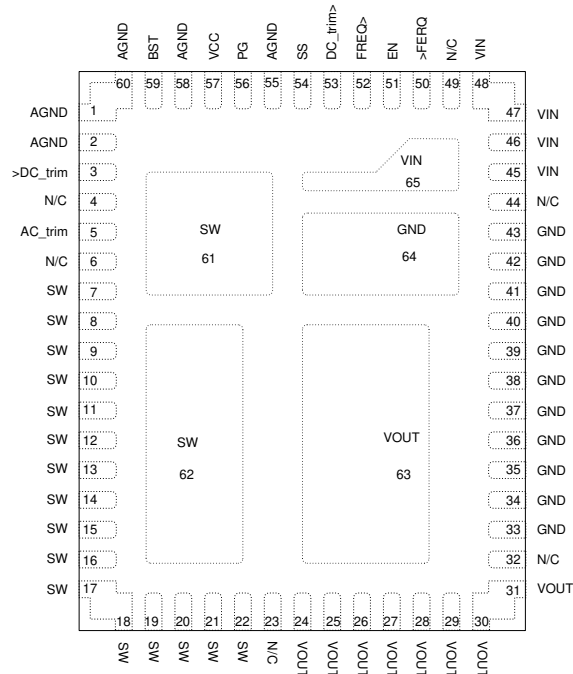 AGND BST AGND VCC PG AGND SS DC_trim> FREQ> EN >FERQ N/C VIN
60 59 58 57 56 55 54 53 52 51 50 49 48
AGND 1 47 VIN
AGND 2 46 VIN
>DC_trim 3 45 VIN
N/C 4 44 N/C
AC_trim 5 43 GND
N/C 6 42 GND
SW 7 41 GND
SW 8 40 GND
SW 9 39 GND
SW 10 38 GND
SW 11 37 GND
SW 12 36 GND
SW 13 35 GND
SW 14 34 GND
SW 15 33 GND
SW 16 32 N/C
SW 17 31 VOUT
VIN
65
SW
61
GND
64
SW
62
VOUT
63
18 19 20 21 22 23 24 25 26 27 28 29 30
SW SW SW SW SW N/C VOUT VOUT VOUT VOUT VOUT VOUT VOUT